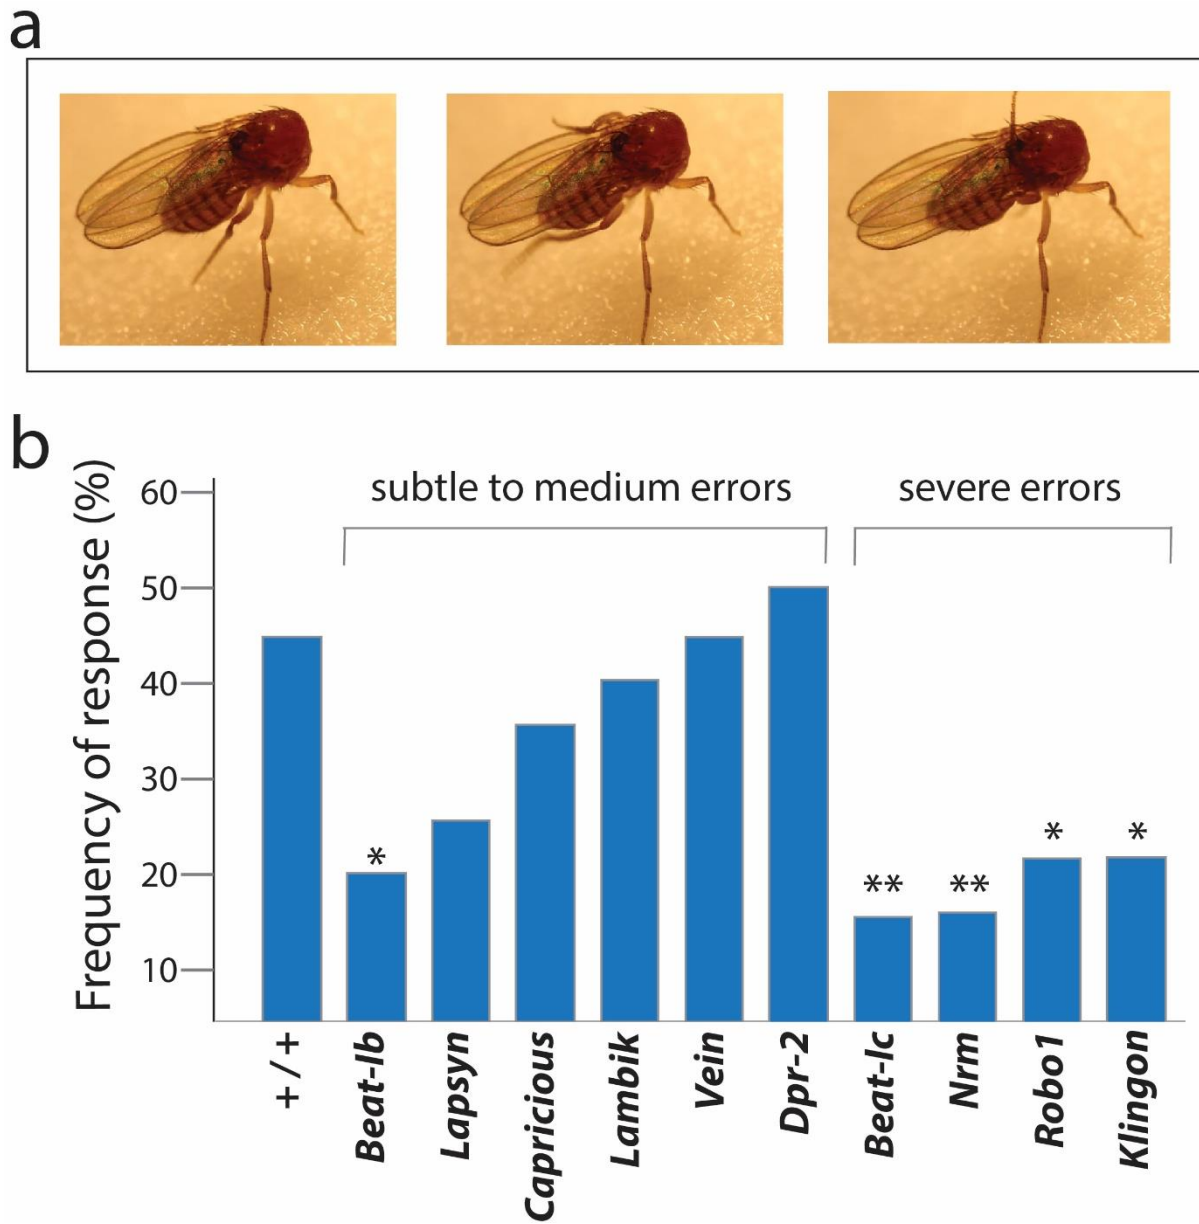 a
b
Frequency of response (%)
subtle to medium errors
severe errors
60
50
40
30
20
10
*
**
**
*
*
+/+
Beat-Ib
Lapsyn
Capricious
Lambik
Vein
Dpr-2
Beat-Ic
Nrm
Robo1
Klingon